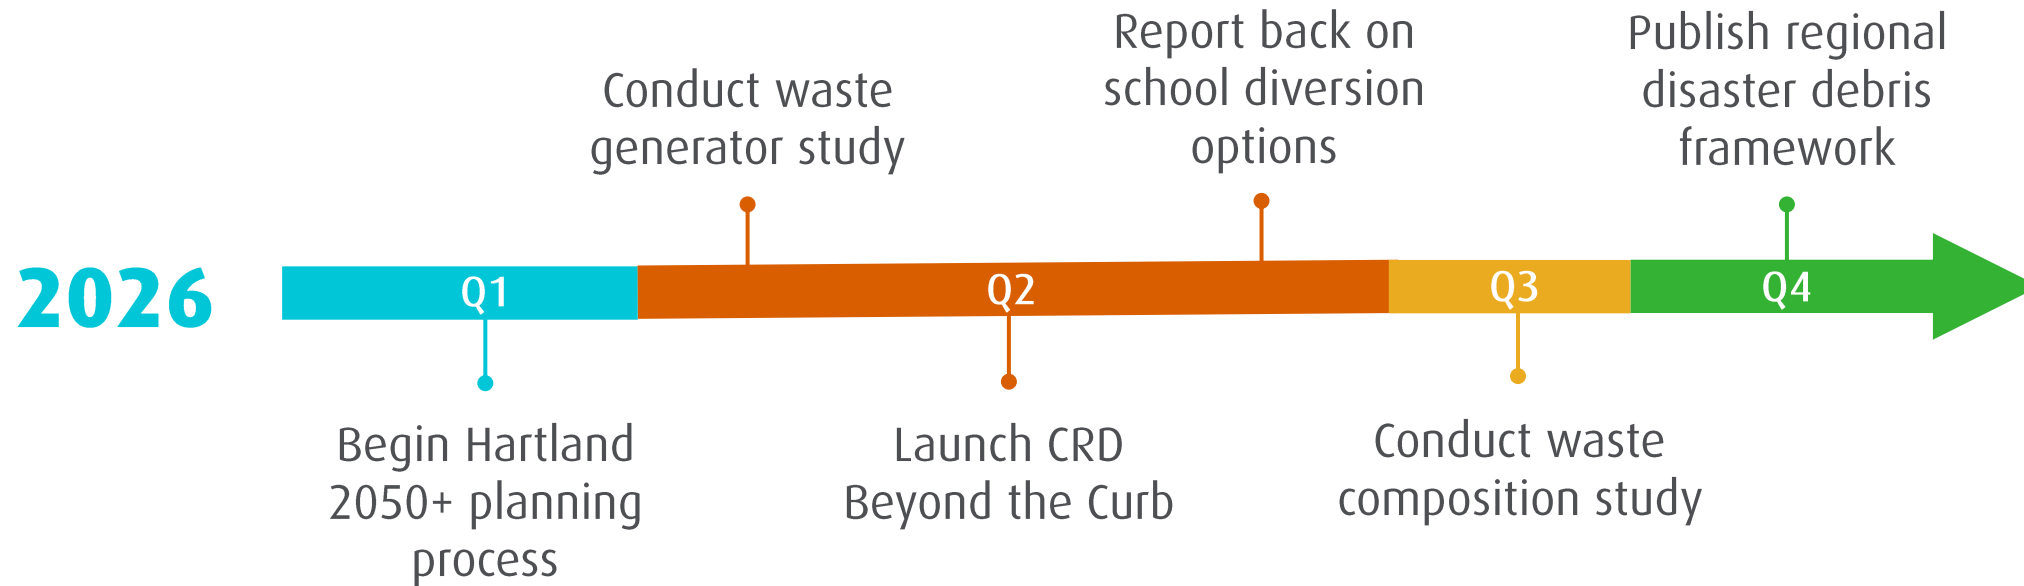 Conduct waste
generator study
Report back on
school diversion
options
Publish regional
disaster debris
framework
2026
Q1
Q2
Q3
Q4
Begin Hartland
2050+ planning
process
Launch CRD
Beyond the Curb
Conduct waste
composition study